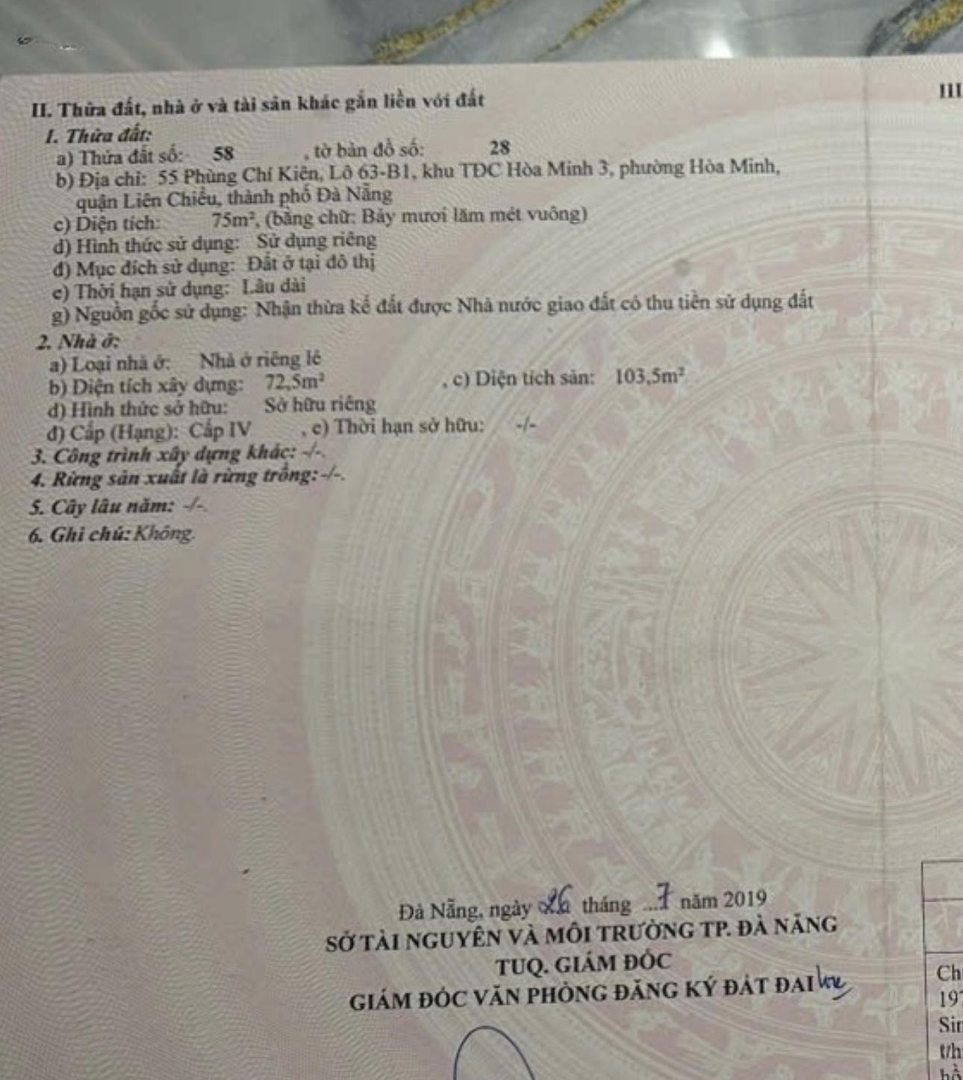 II. Thửa đất, nhà ở và tài sản khác gắn liền với đất
1. Thửa đất:
a) Thửa đất số: 58 , tờ bản đồ số: 28
b) Địa chỉ: 55 Phùng Chí Kiên, Lô 63-B1, khu TĐC Hòa Minh 3, phường Hòa Minh,
quận Liên Chiểu, thành phố Đà Nẵng
c) Diện tích: 75m², (bằng chữ: Bảy mươi lăm mét vuông)
d) Hình thức sử dụng: Sử dụng riêng
đ) Mục đích sử dụng: Đất ở tại đô thị
e) Thời hạn sử dụng: Lâu dài
g) Nguồn gốc sử dụng: Nhận thừa kế đất được Nhà nước giao đất có thu tiền sử dụng đất
2. Nhà ở:
a) Loại nhà ở: Nhà ở riêng lẻ
b) Diện tích xây dựng: 72,5m² , c) Diện tích sàn: 103,5m²
d) Hình thức sở hữu: Sở hữu riêng
đ) Cấp (Hạng): Cấp IV , e) Thời hạn sở hữu: -/-
3. Công trình xây dựng khác: -/-.
4. Rừng sản xuất là rừng trồng: -/-.
5. Cây lâu năm: -/-.
6. Ghi chú: Không.
Đà Nẵng, ngày 26 tháng ...7 năm 2019
SỞ TÀI NGUYÊN VÀ MÔI TRƯỜNG TP. ĐÀ NẴNG
TUQ. GIÁM ĐỐC
GIÁM ĐỐC VĂN PHÒNG ĐĂNG KÝ ĐẤT ĐAI
III
Ch
197
Sin
t/h
hồ